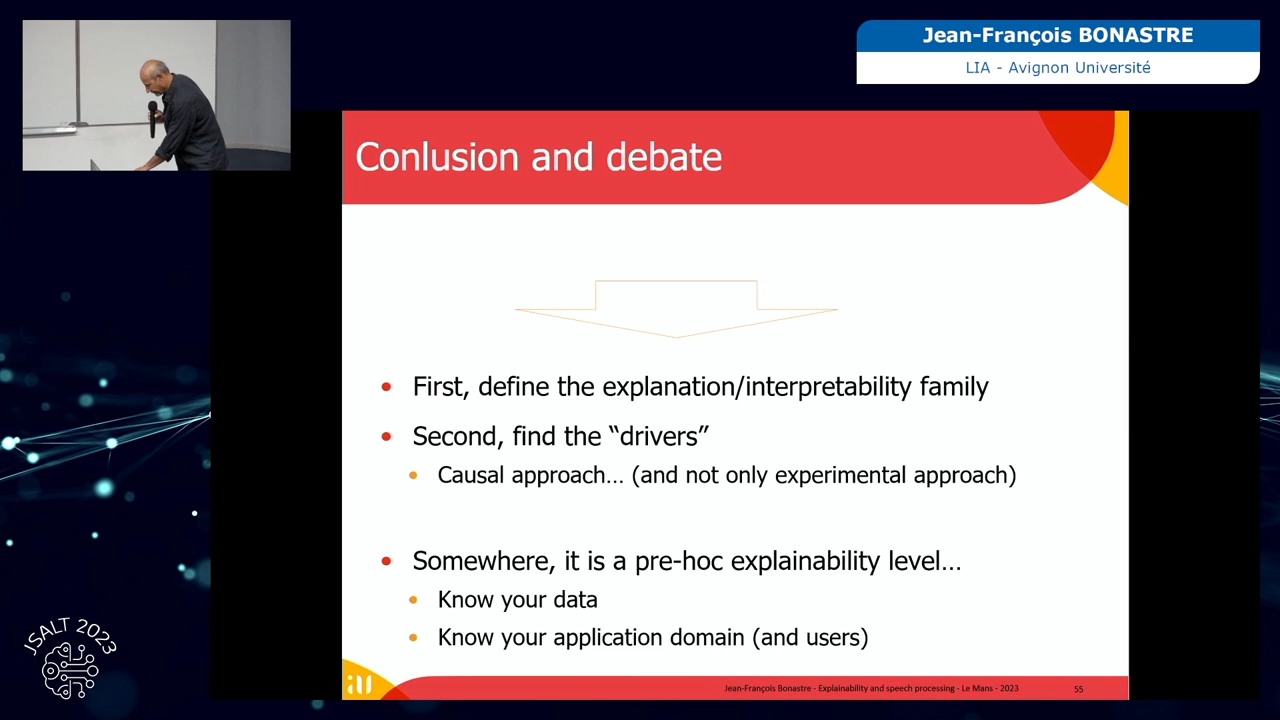 Jean-François BONASTRE
LIA - Avignon Université
Conlusion and debate
• First, define the explanation/interpretability family
• Second, find the “drivers”
• Causal approach… (and not only experimental approach)
• Somewhere, it is a pre-hoc explainability level…
• Know your data
• Know your application domain (and users)
Jean-François Bonastre - Explainability and speech processing - Le Mans - 2023
55
JSALT 2023